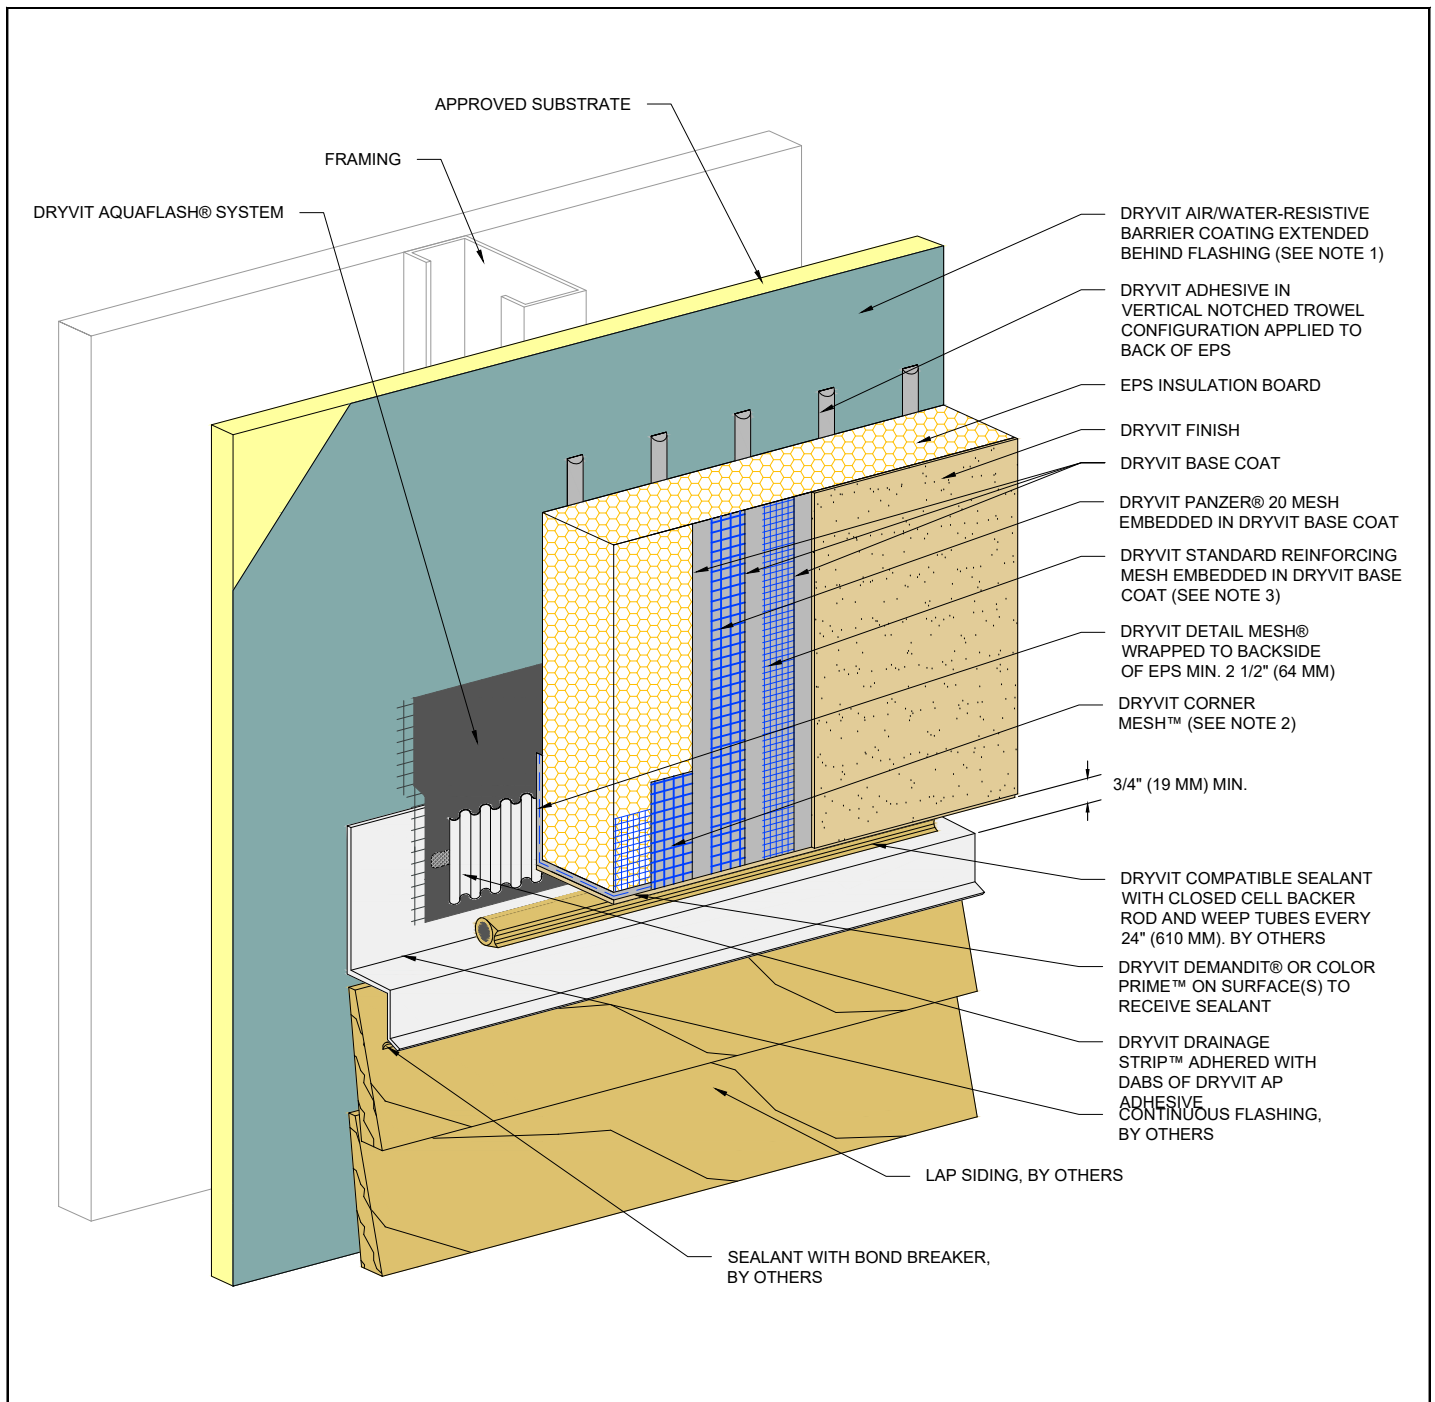 APPROVED SUBSTRATE
FRAMING
DRYVIT AQUAFLASH® SYSTEM
DRYVIT AIR/WATER-RESISTIVE
BARRIER COATING EXTENDED
BEHIND FLASHING (SEE NOTE 1)
DRYVIT ADHESIVE IN
VERTICAL NOTCHED TROWEL
CONFIGURATION APPLIED TO
BACK OF EPS
EPS INSULATION BOARD
DRYVIT FINISH
DRYVIT BASE COAT
DRYVIT PANZER® 20 MESH
EMBEDDED IN DRYVIT BASE COAT
DRYVIT STANDARD REINFORCING
MESH EMBEDDED IN DRYVIT BASE
COAT (SEE NOTE 3)
DRYVIT DETAIL MESH®
WRAPPED TO BACKSIDE
OF EPS MIN. 2 1/2" (64 MM)
DRYVIT CORNER
MESH™ (SEE NOTE 2)
3/4" (19 MM) MIN.
DRYVIT COMPATIBLE SEALANT
WITH CLOSED CELL BACKER
ROD AND WEEP TUBES EVERY
24" (610 MM). BY OTHERS
DRYVIT DEMANDIT® OR COLOR
PRIME™ ON SURFACE(S) TO
RECEIVE SEALANT
DRYVIT DRAINAGE
STRIP™ ADHERED WITH
DABS OF DRYVIT AP
ADHESIVE
CONTINUOUS FLASHING,
BY OTHERS
LAP SIDING, BY OTHERS
SEALANT WITH BOND BREAKER,
BY OTHERS